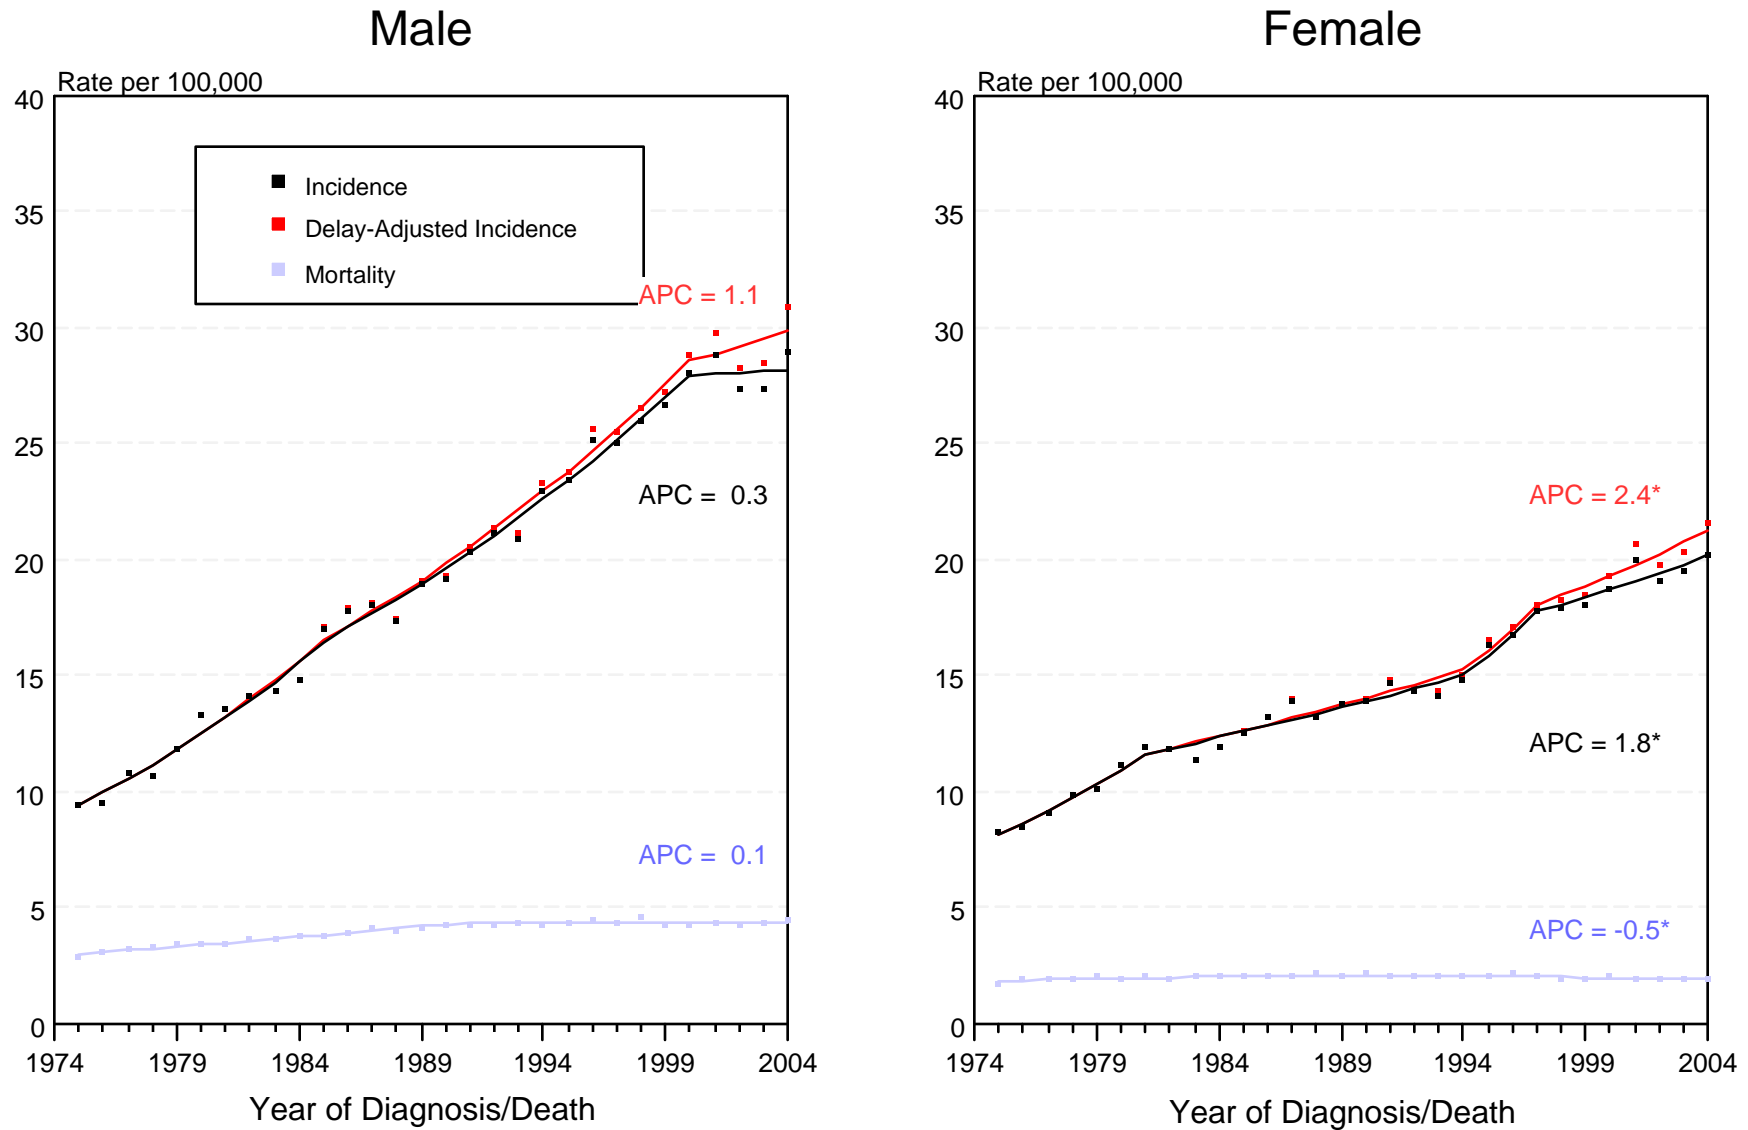 Male
Rate per 100,000
40
35
30
25
20
15
10
5
0
Incidence
Delay-Adjusted Incidence
Mortality
APC = 1.1
APC = 0.3
APC = 0.1
1974 1979 1984 1989 1994 1999 2004
Year of Diagnosis/Death
Female
Rate per 100,000
40
35
30
25
20
15
10
5
0
APC = 2.4*
APC = 1.8*
APC = -0.5*
1974 1979 1984 1989 1994 1999 2004
Year of Diagnosis/Death